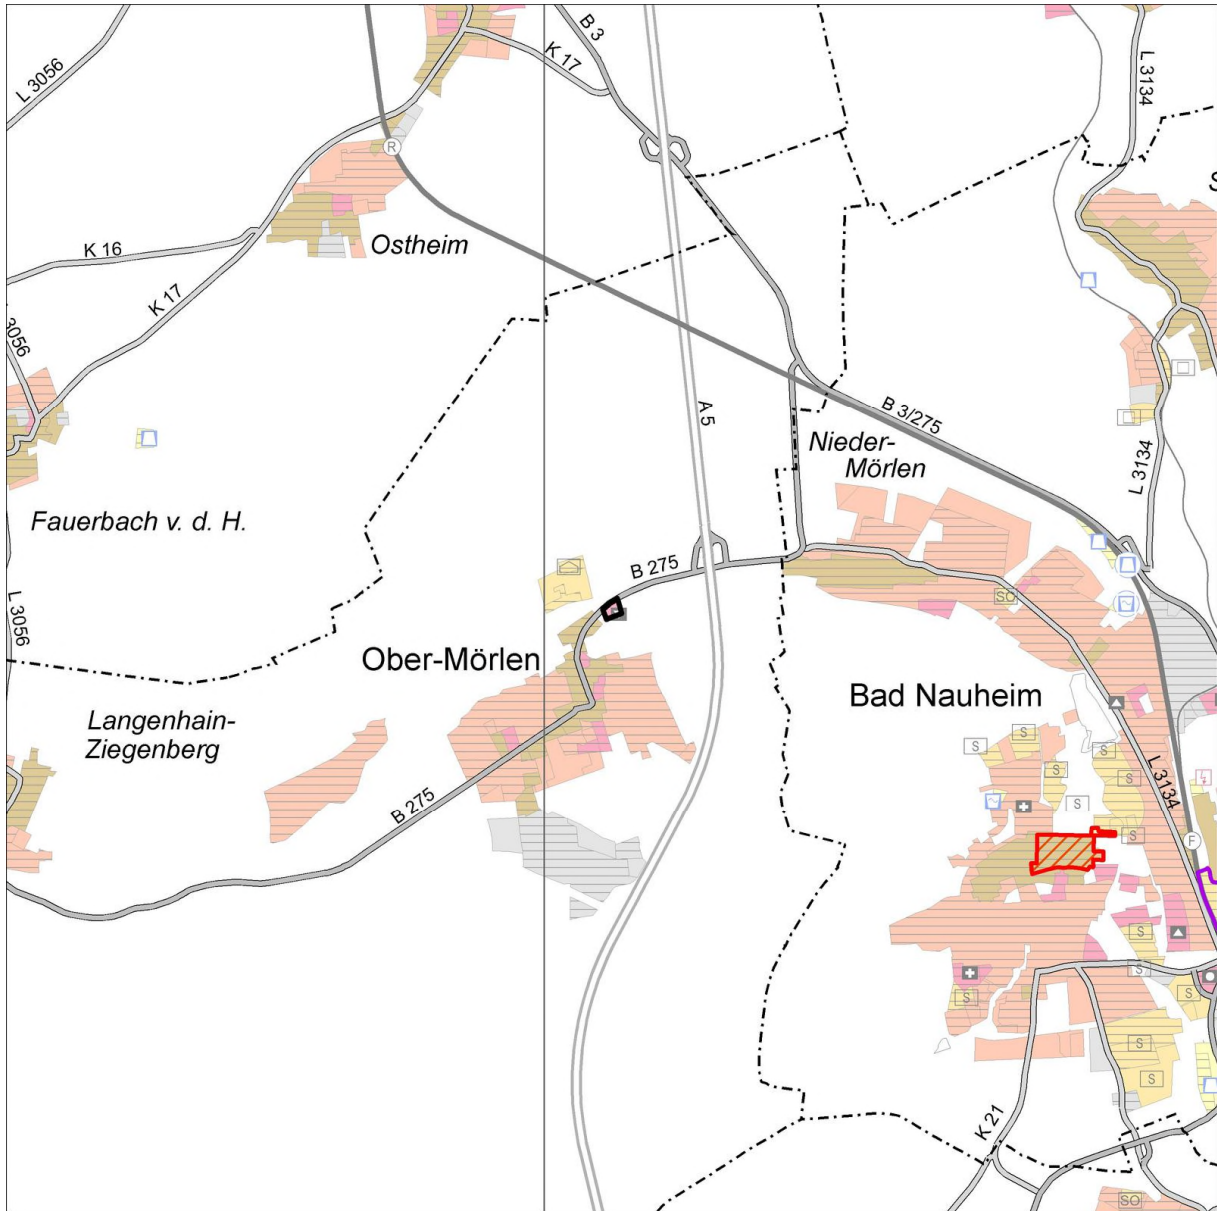 B 3
K 17
L 3056
L 3134
R
S
Ostheim
K 16
K 17
3056
A 5
B 3/275
Nieder-
Mörlen
L 3134
Fauerbach v. d. H.
B 275
SO
L 3056
Ober-Mörlen
Bad Nauheim
Langenhain-
Ziegenberg
S
S
S
S
S
L 3134
S
B 275
S
F
S
S
S
S
S
S
K 21
SO